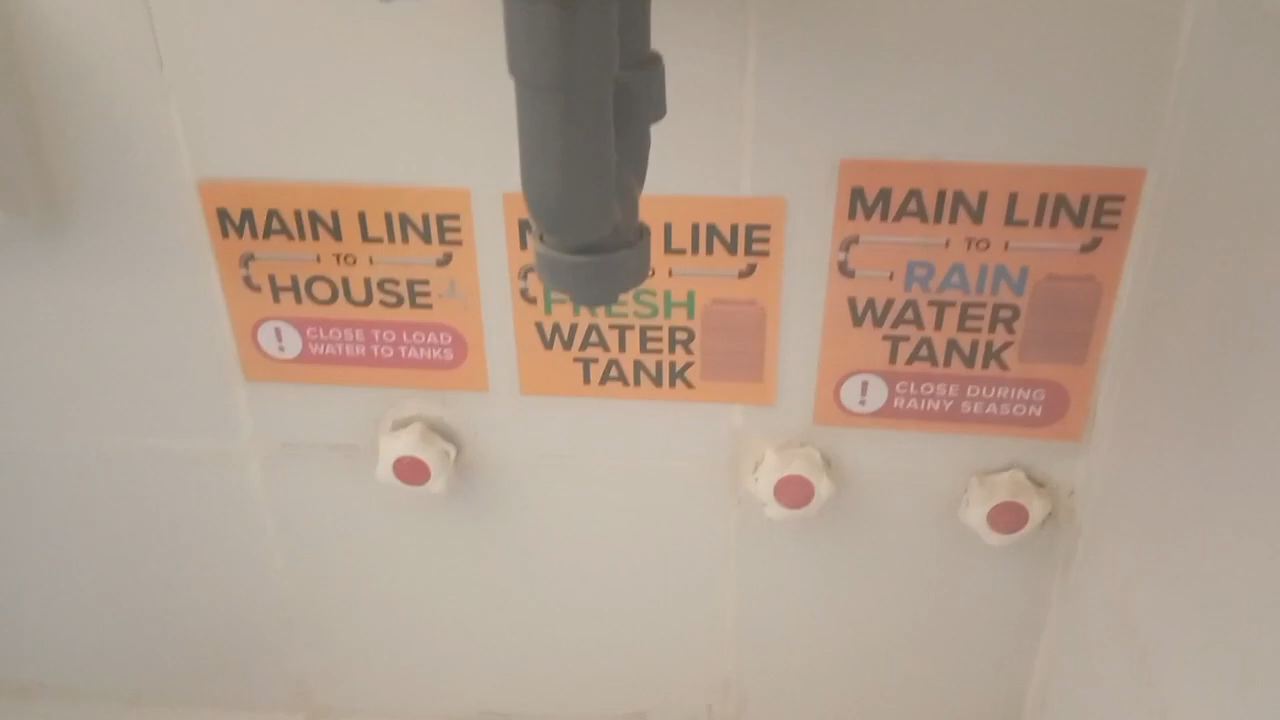 MAIN LINE
TO
HOUSE
! CLOSE TO LOAD
WATER TO TANKS
LINE
FRESH
WATER
TANK
MAIN LINE
TO
RAIN
WATER
TANK
! CLOSE DURING
RAINY SEASON